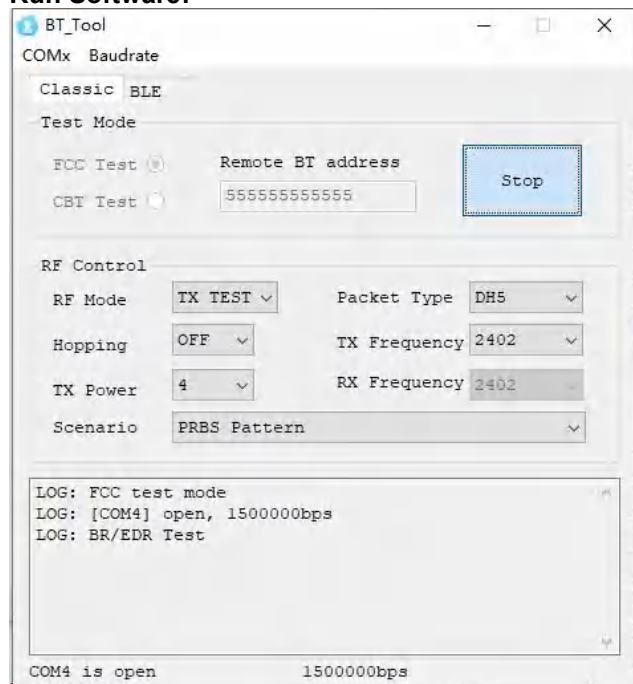 Run Software:
BT_Tool
COMx Baudrate
Classic BLE
Test Mode
FCC Test Remote BT address
Stop
CBT Test 555555555555
RF Control
RF Mode TX TEST Packet Type DH5
Hopping OFF TX Frequency 2402
TX Power 4 RX Frequency 2402
Scenario PRBS Pattern
LOG: FCC test mode
LOG: [COM4] open, 1500000bps
LOG: BR/EDR Test
COM4 is open 1500000bps